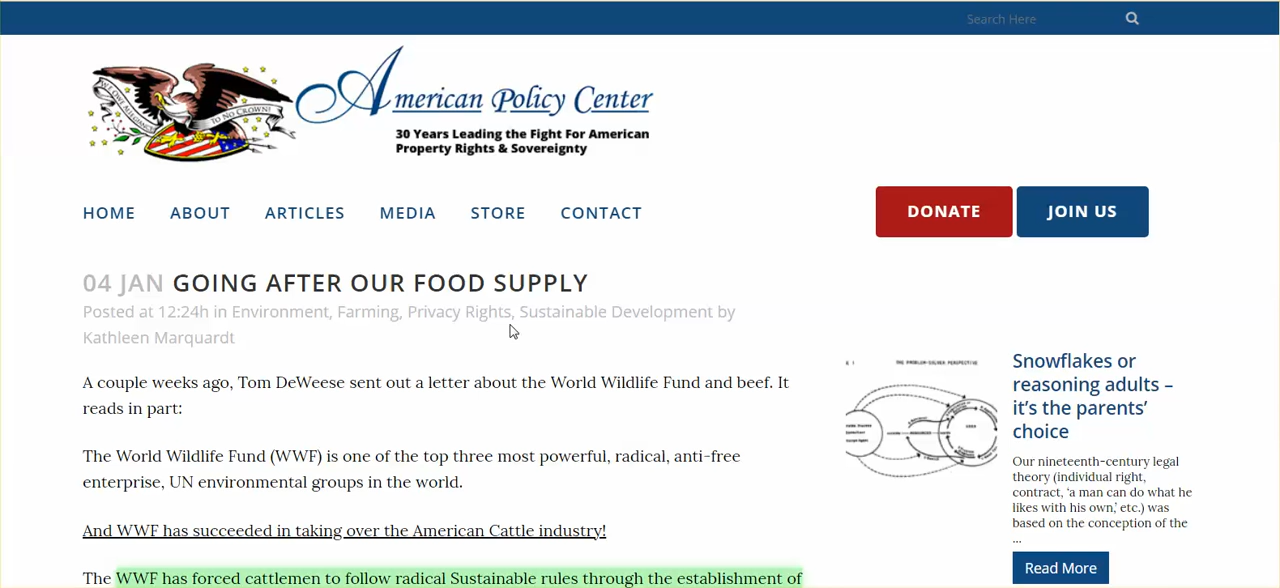 Search Here
WE OWE ALLEGIANCE TO NO CROWN!
American Policy Center
30 Years Leading the Fight For American
Property Rights & Sovereignty
HOME ABOUT ARTICLES MEDIA STORE CONTACT
DONATE JOIN US
04 JAN GOING AFTER OUR FOOD SUPPLY
Posted at 12:24h in Environment, Farming, Privacy Rights, Sustainable Development by
Kathleen Marquardt
A couple weeks ago, Tom DeWeese sent out a letter about the World Wildlife Fund and beef. It
reads in part:
The World Wildlife Fund (WWF) is one of the top three most powerful, radical, anti-free
enterprise, UN environmental groups in the world.
And WWF has succeeded in taking over the American Cattle industry!
The WWF has forced cattlemen to follow radical Sustainable rules through the establishment of
THE PROBLEM-SOLVER PERSPECTIVE
Snowflakes or
reasoning adults –
it’s the parents’
choice
Our nineteenth-century legal
theory (individual right,
contract, ‘a man can do what he
likes with his own,’ etc.) was
based on the conception of the
...
Read More